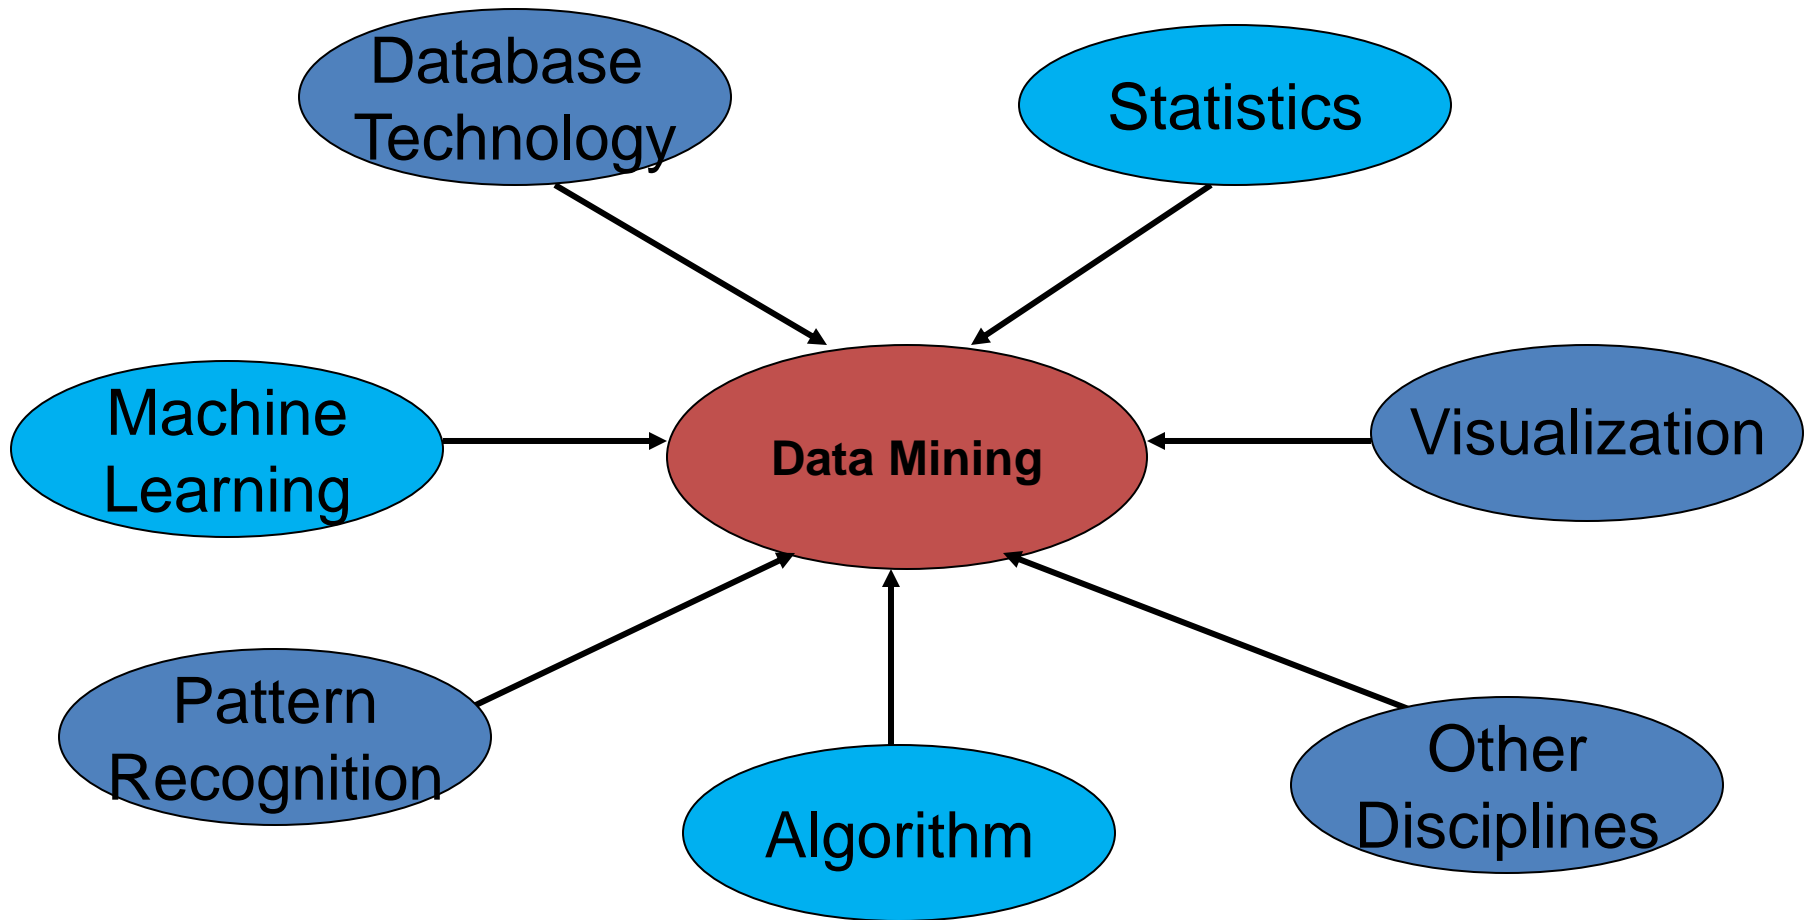 Database
Technology
Statistics
Machine
Learning
Data Mining
Visualization
Pattern
Recognition
Algorithm
Other
Disciplines